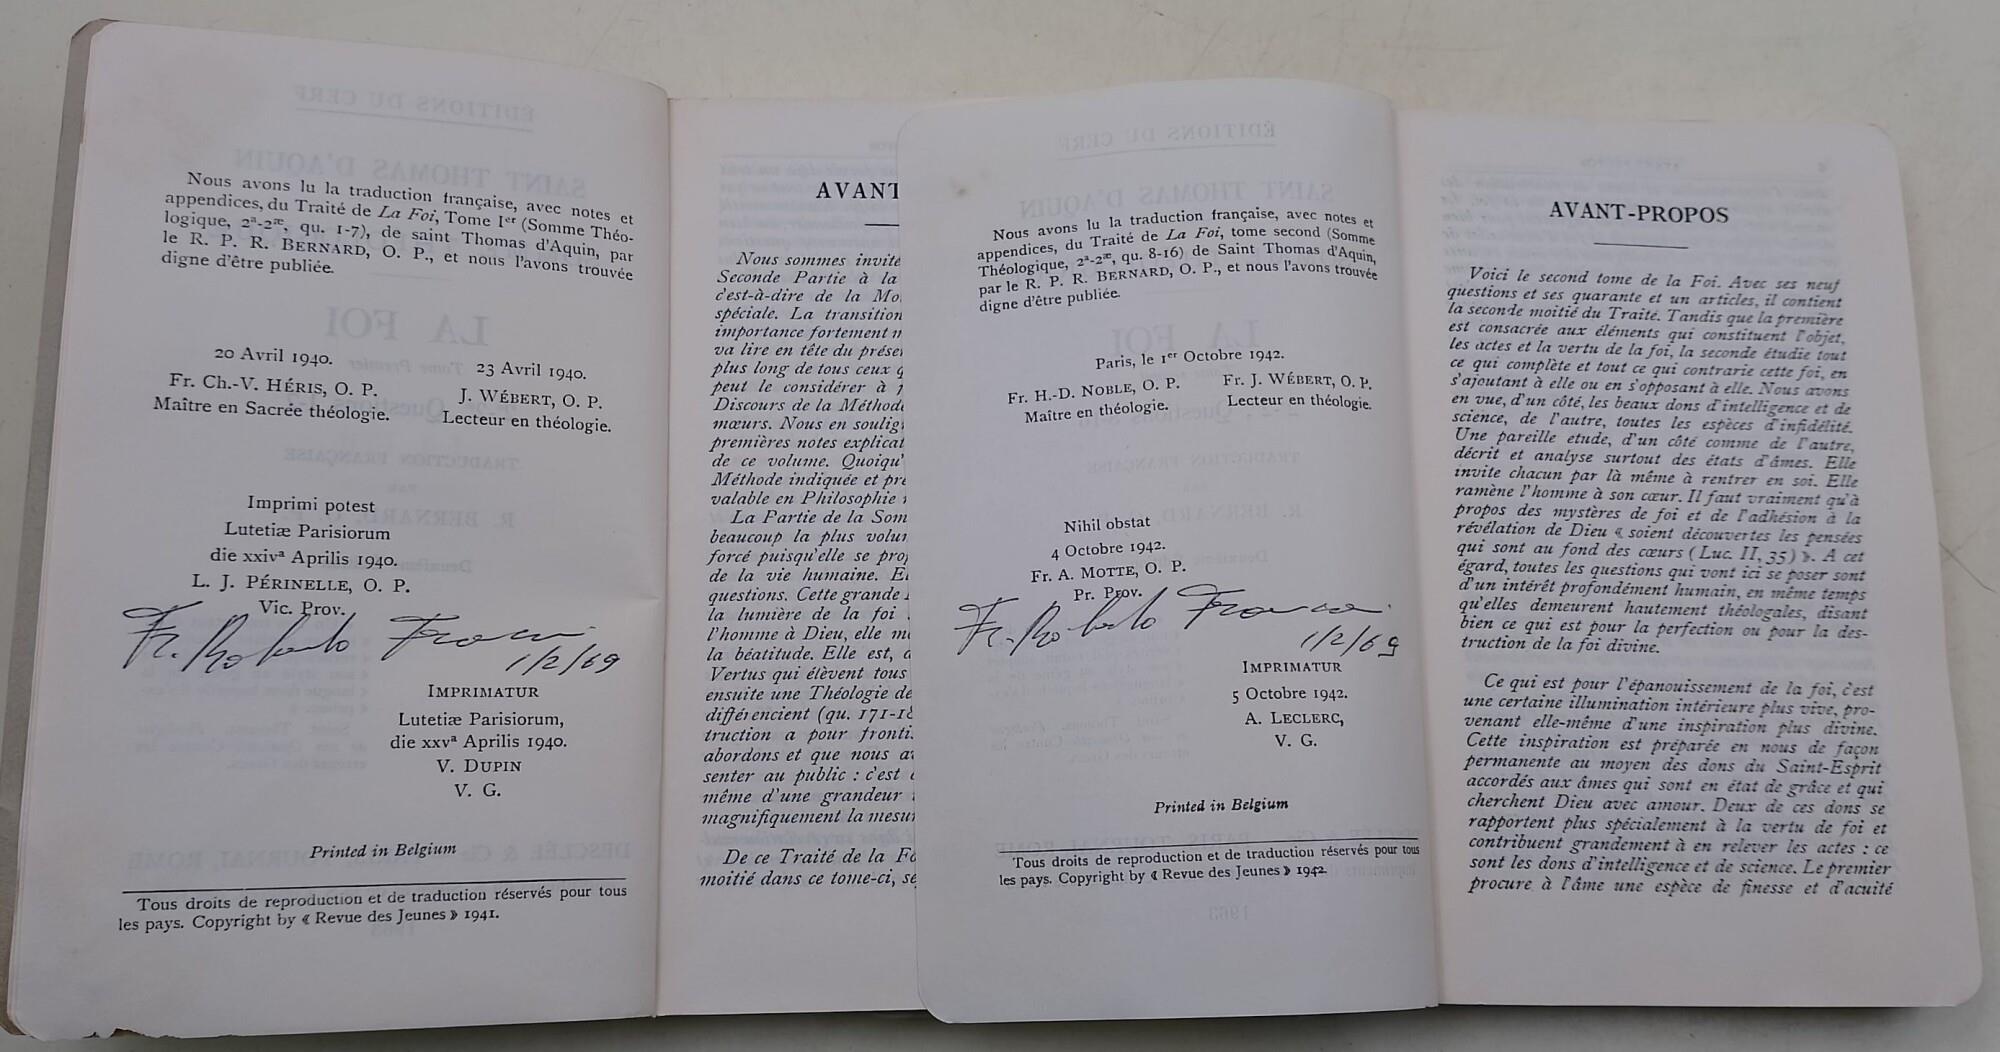 Nous avons lu la traduction française, avec notes et
appendices, du Traité de La Foi, Tome Ier (Somme Théo-
logique, 2ª-2æ, qu. 1-7), de saint Thomas d'Aquin, par
le R. P. R. BERNARD, O. P., et nous l'avons trouvée
digne d'être publiée.
20 Avril 1940.
Fr. Ch.-V. HÉRIS, O. P.
Maître en Sacrée théologie.
23 Avril 1940.
J. WÉBERT, O. P.
Lecteur en théologie.
Imprimi potest
Lutetiæ Parisiorum
die xxivª Aprilis 1940.
L. J. PÉRINELLE, O. P.
Vic. Prov.
Fr. Roberto
1/2/69
IMPRIMATUR
Lutetiæ Parisiorum,
die xxvª Aprilis 1940.
V. DUPIN
V. G.
Printed in Belgium
Tous droits de reproduction et de traduction réservés pour tous
les pays. Copyright by « Revue des Jeunes » 1941.
AVANT
Nous sommes invité
Seconde Partie à la
c'est-à-dire de la Mo
spéciale. La transition
importance fortement
va lire en tête du prése
plus long de tous ceux
peut le considérer à
Discours de la Méthod
mœurs. Nous en soulig
premières notes explicat
de ce volume. Quoiqu'
Méthode indiquée et pré
valable en Philosophie
La Partie de la Som
beaucoup la plus volu
forcé puisqu'elle se prop
de la vie humaine. El
questions. Cette grande
la lumière de la foi
l'homme à Dieu, elle m
la béatitude. Elle est, d
Vertus qui élèvent tous
ensuite une Théologie de
différencient (qu. 171-18
truction a pour frontis
abordons et que nous a
senter au public : c'est
même d'une grandeur
magnifiquement la mesu
De ce Traité de la Fo
moitié dans ce tome-ci, sé
Nous avons lu la traduction française, avec notes et
appendices, du Traité de La Foi, tome second (Somme
Théologique, 2ª-2æ, qu. 8-16) de Saint Thomas d'Aquin,
par le R. P. R. BERNARD, O. P., et nous l'avons trouvée
digne d'être publiée.
Paris, le 1er Octobre 1942.
Fr. H.-D. NOBLE, O. P.
Maître en théologie.
Fr. J. WÉBERT, O. P.
Lecteur en théologie.
Nihil obstat
4 Octobre 1942.
Fr. A. MOTTE, O. P.
Pr. Prov.
Fr. Roberto
1/2/69
IMPRIMATUR
5 Octobre 1942.
A. LECLERC,
V. G.
Printed in Belgium
Tous droits de reproduction et de traduction réservés pour tous
les pays. Copyright by « Revue des Jeunes » 1942
AVANT-PROPOS
Voici le second tome de la Foi. Avec ses neuf
questions et ses quarante et un articles, il contient
la seconde moitié du Traité. Tandis que la première
est consacrée aux éléments qui constituent l'objet,
les actes et la vertu de la foi, la seconde étudie tout
ce qui complète et tout ce qui contrarie cette foi, en
s'ajoutant à elle ou en s'opposant à elle. Nous avons
en vue, d'un côté, les beaux dons d'intelligence et de
science, de l'autre, toutes les espèces d'infidélité.
Une pareille etude, d'un côté comme de l'autre,
décrit et analyse surtout des états d'âmes. Elle
invite chacun par là même à rentrer en soi. Elle
ramène l'homme à son cœur. Il faut vraiment qu'à
propos des mystères de foi et de l'adhésion à la
révélation de Dieu « soient découvertes les pensées
qui sont au fond des cœurs (Luc. II, 35) ». A cet
égard, toutes les questions qui vont ici se poser sont
d'un intérêt profondément humain, en même temps
qu'elles demeurent hautement théologales, disant
bien ce qui est pour la perfection ou pour la des-
truction de la foi divine.
Ce qui est pour l'épanouissement de la foi, c'est
une certaine illumination intérieure plus vive, pro-
venant elle-même d'une inspiration plus divine.
Cette inspiration est préparée en nous de façon
permanente au moyen des dons du Saint-Esprit
accordés aux âmes qui sont en état de grâce et qui
cherchent Dieu avec amour. Deux de ces dons se
rapportent plus spécialement à la vertu de foi et
contribuent grandement à en relever les actes : ce
sont les dons d'intelligence et de science. Le premier
procure à l'âme une espèce de finesse et d'acuité